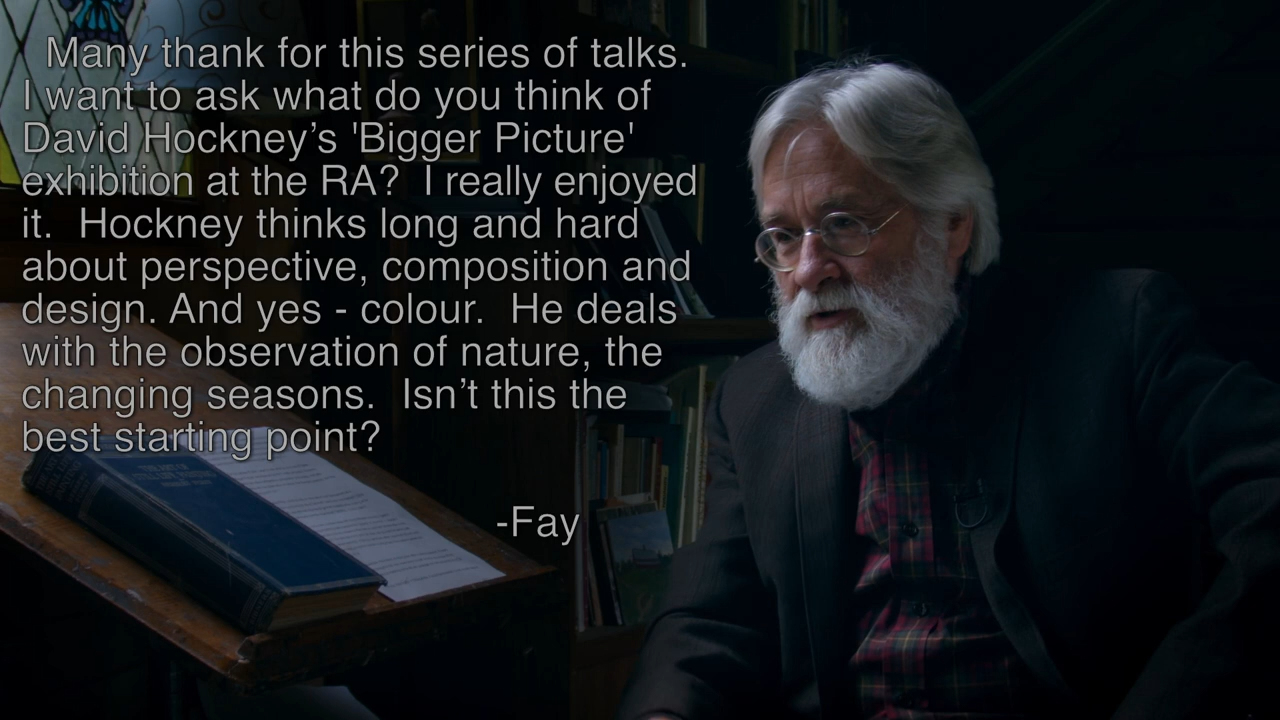 Many thank for this series of talks.
I want to ask what do you think of
David Hockney’s 'Bigger Picture'
exhibition at the RA?  I really enjoyed
it.  Hockney thinks long and hard
about perspective, composition and
design. And yes - colour.  He deals
with the observation of nature, the
changing seasons.  Isn’t this the
best starting point?
-Fay